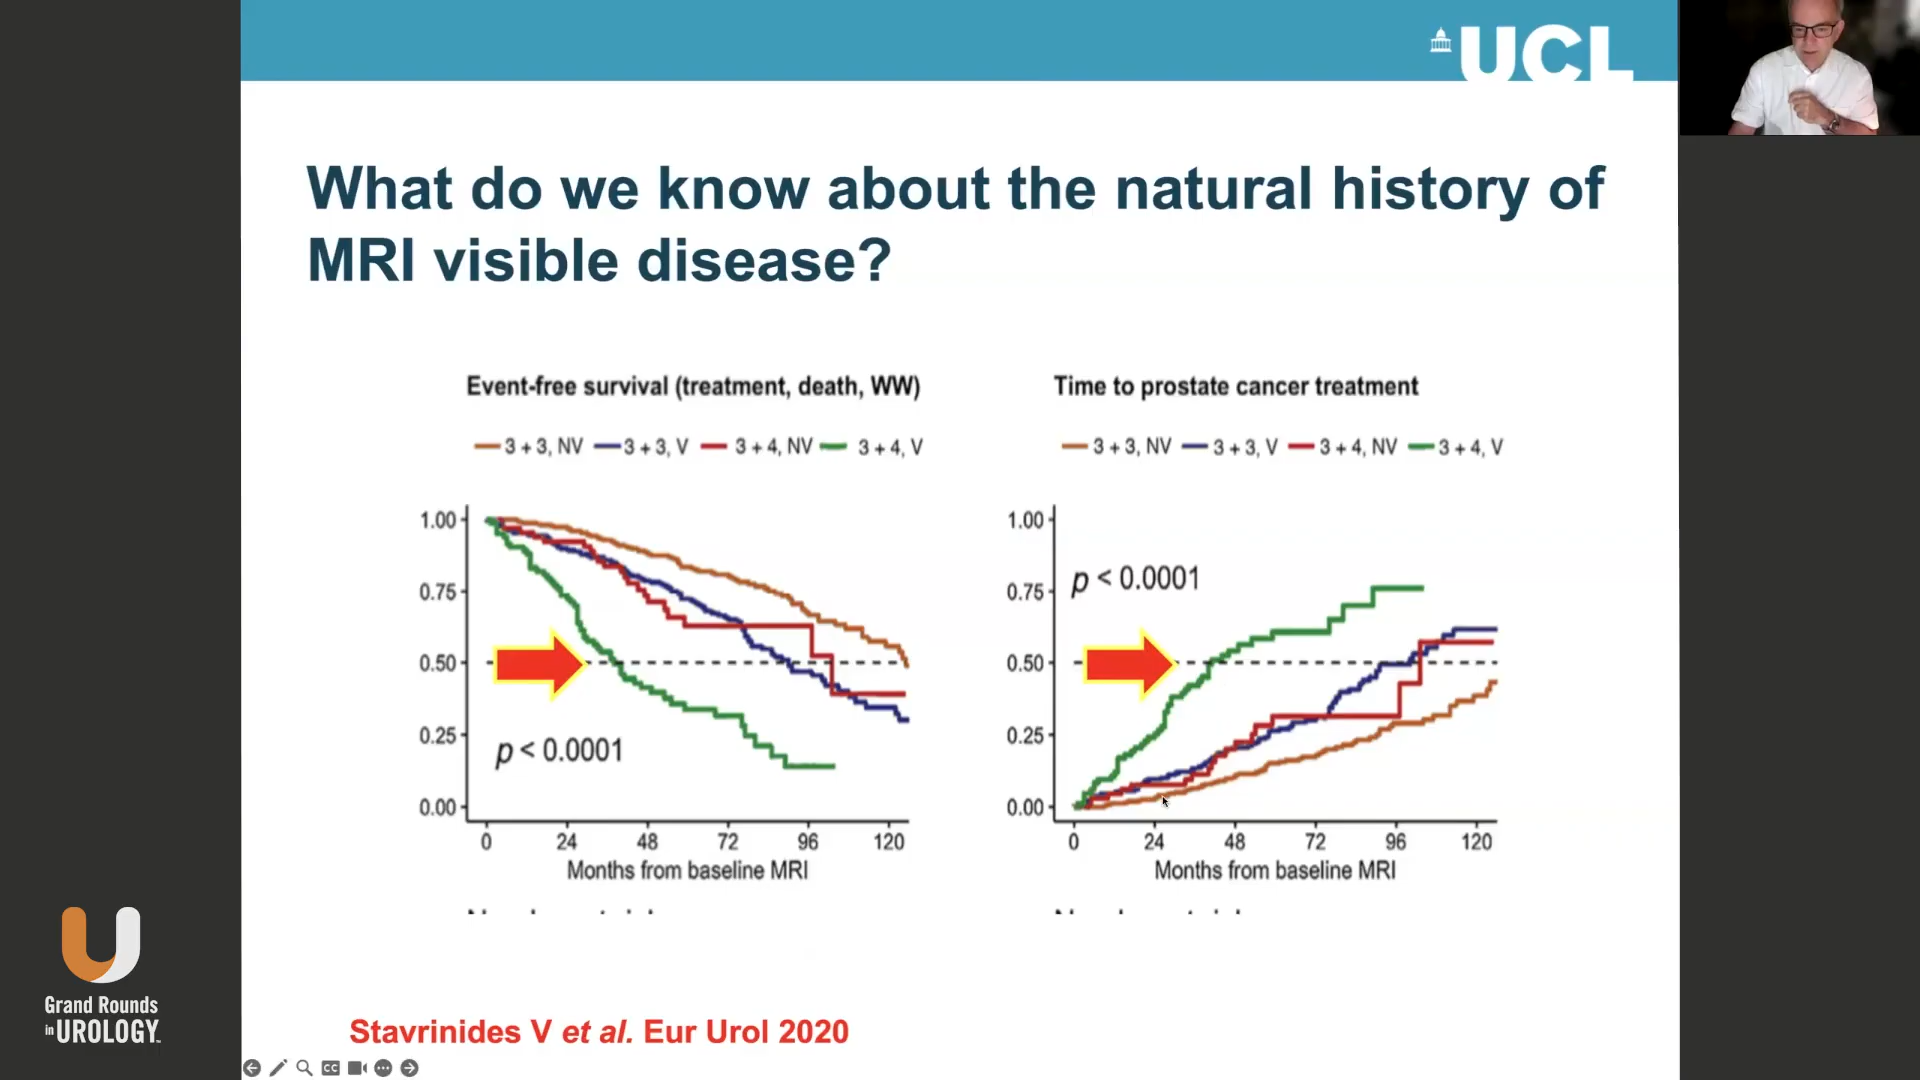 UCL
What do we know about the natural history of
MRI visible disease?
Event-free survival (treatment, death, WW)
3 + 3, NV 3 + 3, V 3 + 4, NV 3 + 4, V
1.00
0.75
0.50
0.25
0.00
p < 0.0001
0 24 48 72 96 120
Months from baseline MRI
Time to prostate cancer treatment
3 + 3, NV 3 + 3, V 3 + 4, NV 3 + 4, V
1.00
0.75
0.50
0.25
0.00
p < 0.0001
0 24 48 72 96 120
Months from baseline MRI
Stavrinides V et al. Eur Urol 2020
Grand Rounds
in UROLOGY
CC